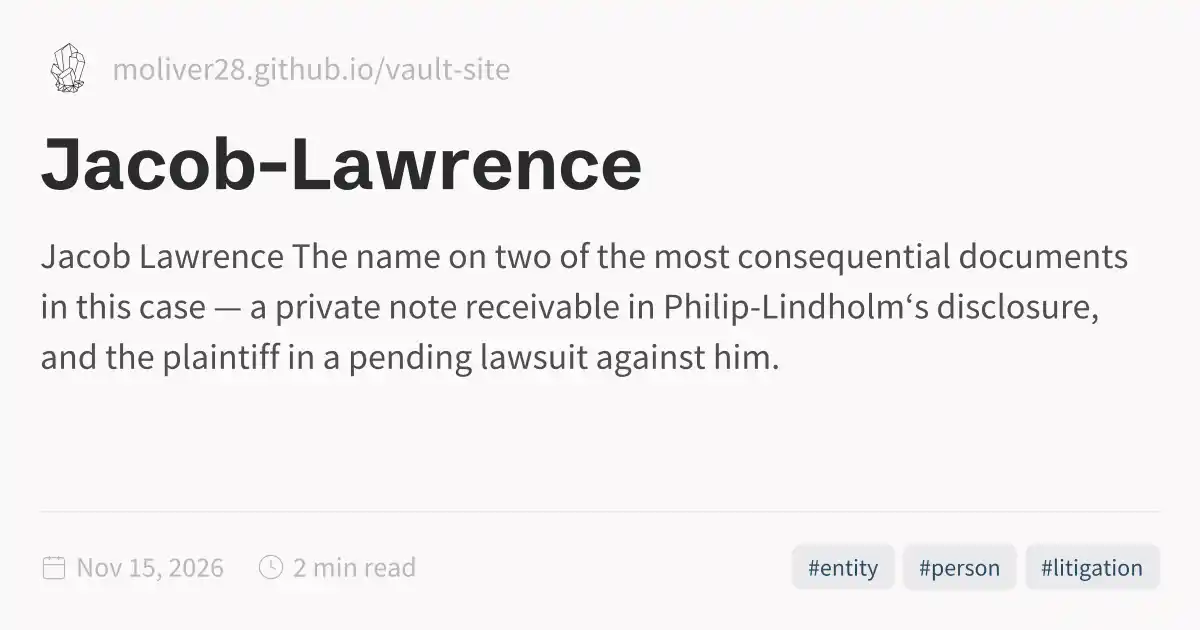 moliver28.github.io/vault-site
Jacob-Lawrence
Jacob Lawrence The name on two of the most consequential documents
in this case — a private note receivable in Philip-Lindholm‘s disclosure,
and the plaintiff in a pending lawsuit against him.
Nov 15, 2026 2 min read #entity #person #litigation